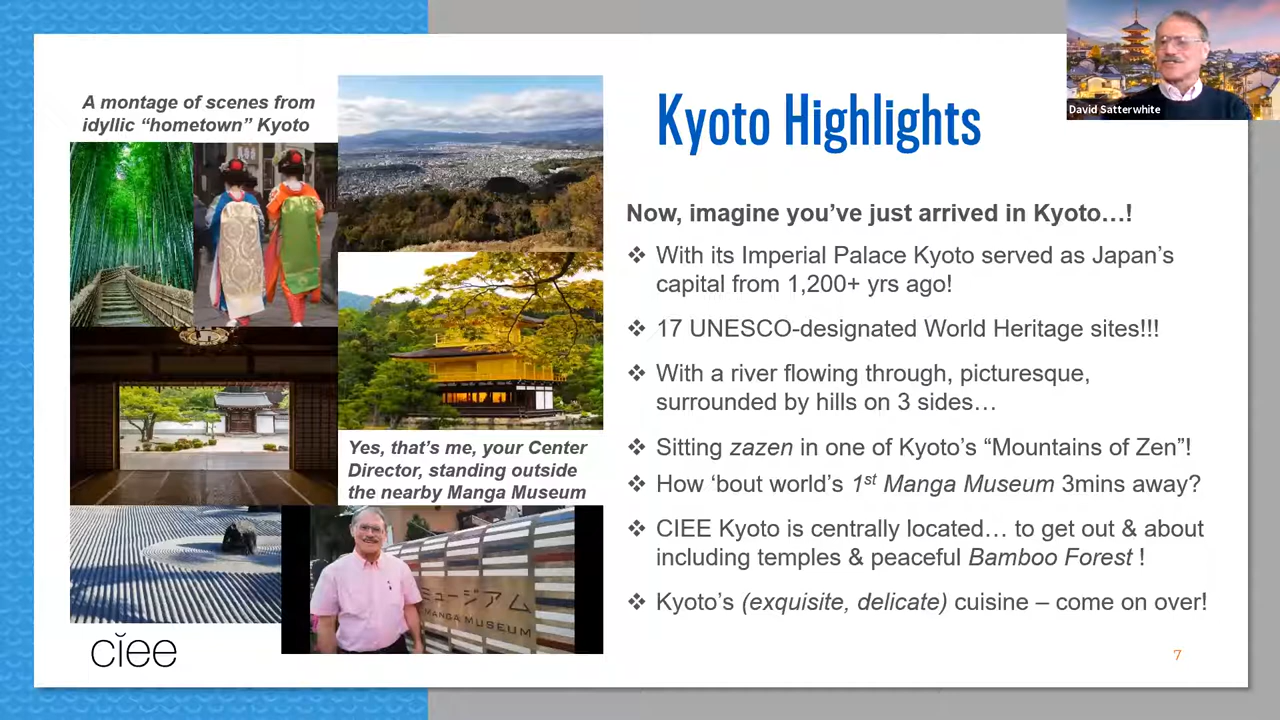 A montage of scenes from
idyllic “hometown” Kyoto
Yes, that’s me, your Center
Director, standing outside
the nearby Manga Museum
ミュージアム
MANGA MUSEUM
cïee
Kyoto Highlights
Now, imagine you’ve just arrived in Kyoto…!
❖ With its Imperial Palace Kyoto served as Japan’s
capital from 1,200+ yrs ago!
❖ 17 UNESCO-designated World Heritage sites!!!
❖ With a river flowing through, picturesque,
surrounded by hills on 3 sides…
❖ Sitting zazen in one of Kyoto’s “Mountains of Zen”!
❖ How ‘bout world’s 1st Manga Museum 3mins away?
❖ CIEE Kyoto is centrally located… to get out & about
including temples & peaceful Bamboo Forest !
❖ Kyoto’s (exquisite, delicate) cuisine – come on over!
7
David Satterwhite